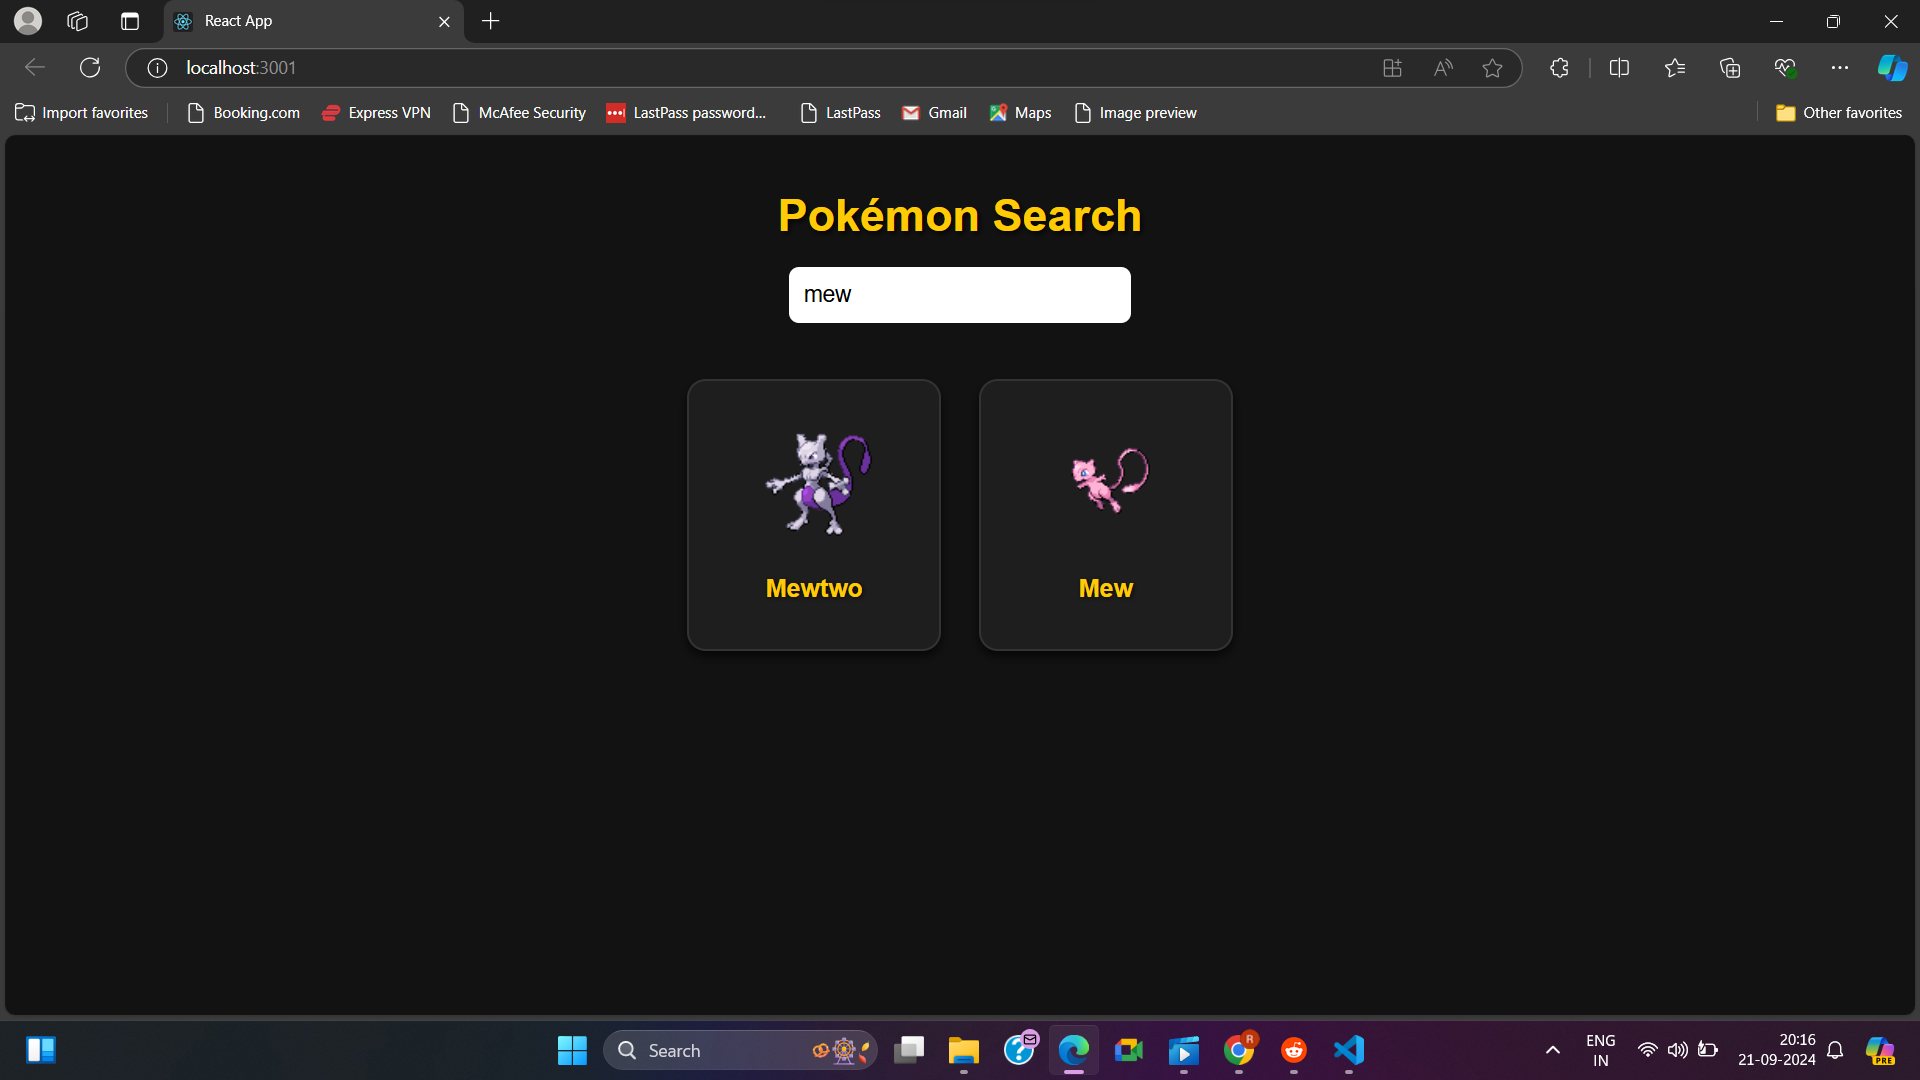 React App
localhost:3001
Import favorites
Booking.com
Express VPN
McAfee Security
LastPass password...
LastPass
Gmail
Maps
Image preview
Other favorites
Pokémon Search
mew
Mewtwo
Mew
Search
R
ENG
IN
20:16
21-09-2024
PRE